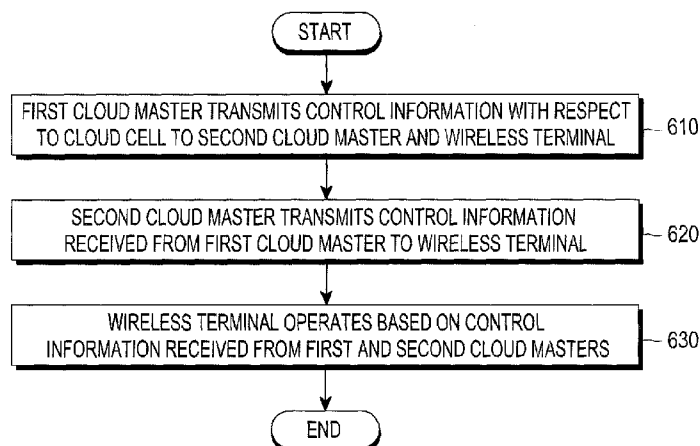 START
FIRST CLOUD MASTER TRANSMITS CONTROL INFORMATION WITH RESPECT
TO CLOUD CELL TO SECOND CLOUD MASTER AND WIRELESS TERMINAL
610
SECOND CLOUD MASTER TRANSMITS CONTROL INFORMATION
RECEIVED FROM FIRST CLOUD MASTER TO WIRELESS TERMINAL
620
WIRELESS TERMINAL OPERATES BASED ON CONTROL
INFORMATION RECEIVED FROM FIRST AND SECOND CLOUD MASTERS
630
END